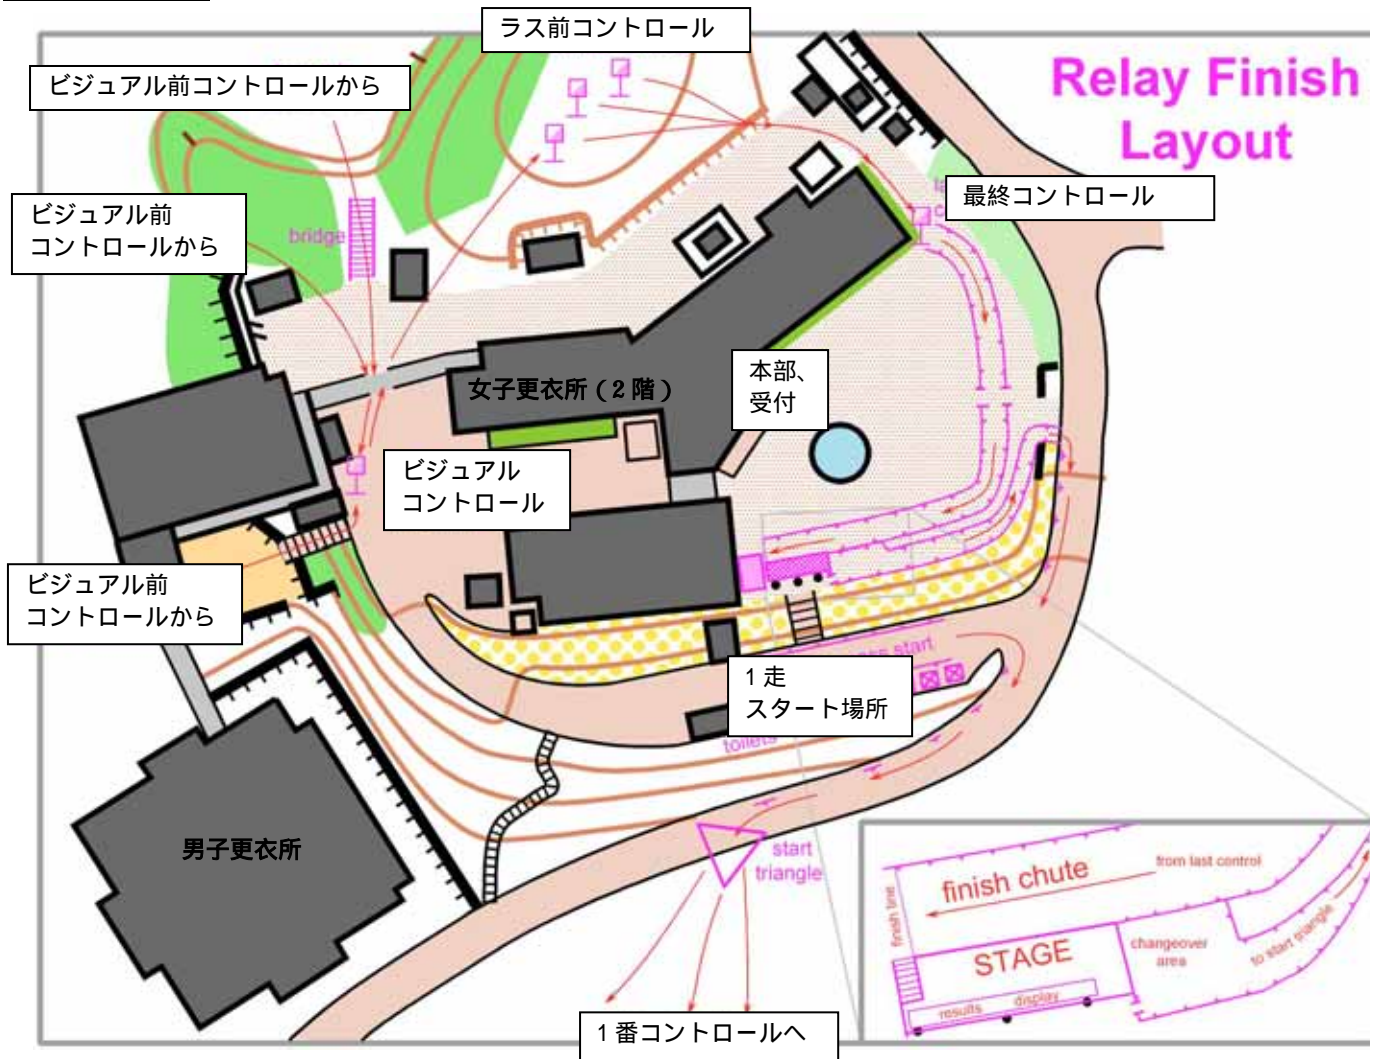 ラス前コントロール
Relay Finish
Layout
ビジュアル前コントロールから
ビジュアル前
コントロールから
bridge
最終コントロール
女子更衣所（2階）
本部、
受付
ビジュアル
コントロール
ビジュアル前
コントロールから
start
1走
スタート場所
toilets
男子更衣所
start
triangle
1番コントロールへ
finish chute
from last control
finish line
STAGE
changeover
area
to start triangle
results display